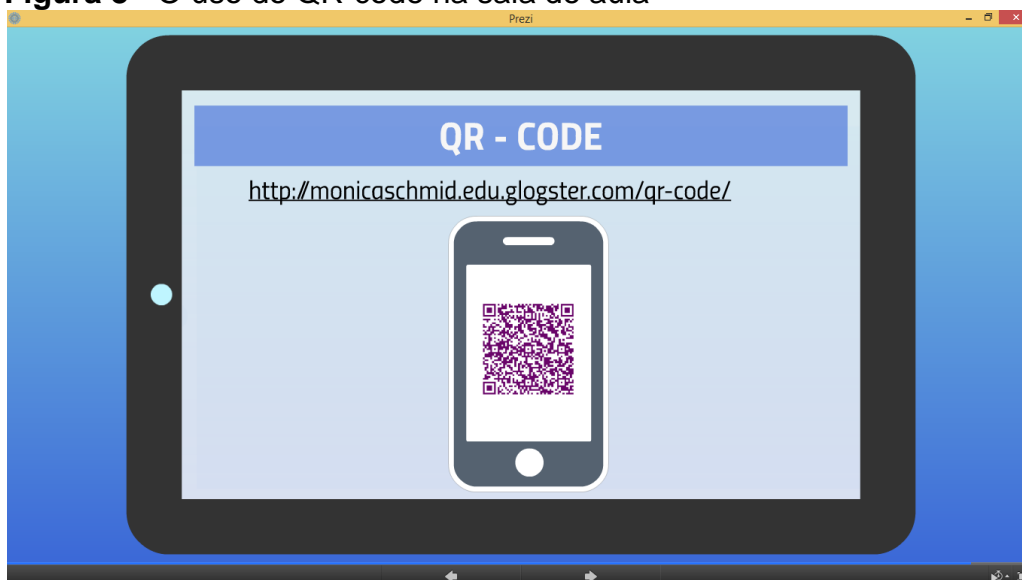 Figura 3 - O uso do QR-code na sala de aula
Prezi
QR - CODE
http://monicaschmid.edu.glogster.com/qr-code/